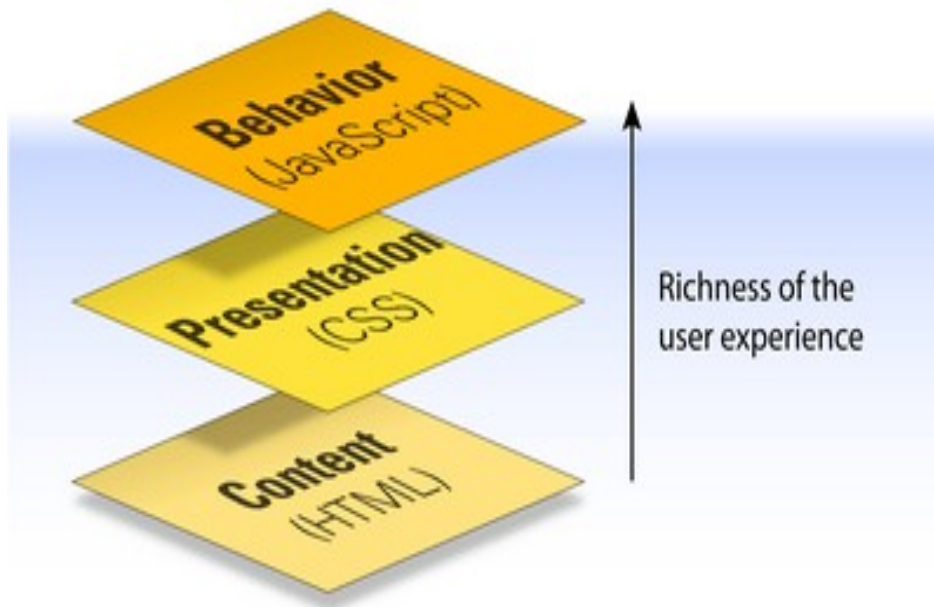 Behavior
(JavaScript)
Presentation
(CSS)
Content
(HTML)
Richness of the
user experience